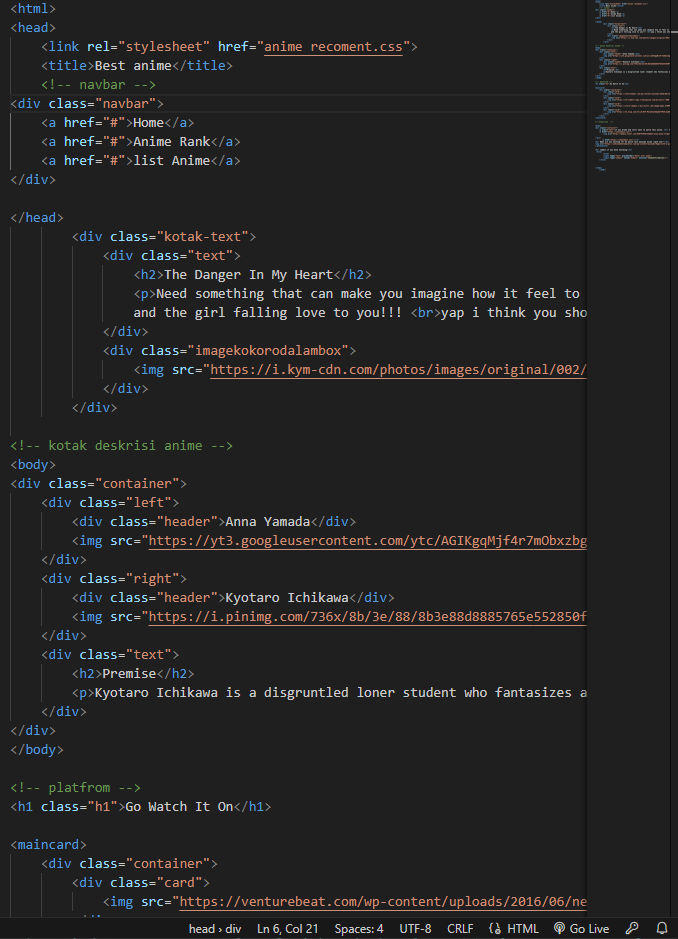 <html>
<head>
    <link rel="stylesheet" href="anime recoment.css">
    <title>Best anime</title>
    <!-- navbar -->
<div class="navbar">
    <a href="#">Home</a>
    <a href="#">Anime Rank</a>
    <a href="#">list Anime</a>
</div>

</head>
        <div class="kotak-text">
            <div class="text">
                <h2>The Danger In My Heart</h2>
                <p>Need something that can make you imagine how it feel to
                and the girl falling love to you!!! <br>yap i think you sho
            </div>
            <div class="imagekokorodalambox">
                <img src="https://i.kym-cdn.com/photos/images/original/002/
            </div>
        </div>

<!-- kotak deskrisi anime -->
<body>
<div class="container">
    <div class="left">
        <div class="header">Anna Yamada</div>
        <img src="https://yt3.googleusercontent.com/ytc/AGIKgqMjf4r7mObxzbg
    </div>
    <div class="right">
        <div class="header">Kyotaro Ichikawa</div>
        <img src="https://i.pinimg.com/736x/8b/3e/88/8b3e88d8885765e552850f
    </div>
    <div class="text">
        <h2>Premise</h2>
        <p>Kyotaro Ichikawa is a disgruntled loner student who fantasizes a
    </div>
</div>
</body>

<!-- platfrom -->
<h1 class="h1">Go Watch It On</h1>

<maincard>
    <div class="container">
        <div class="card">
            <img src="https://venturebeat.com/wp-content/uploads/2016/06/ne
head › div Ln 6, Col 21 Spaces: 4 UTF-8 CRLF HTML Go Live